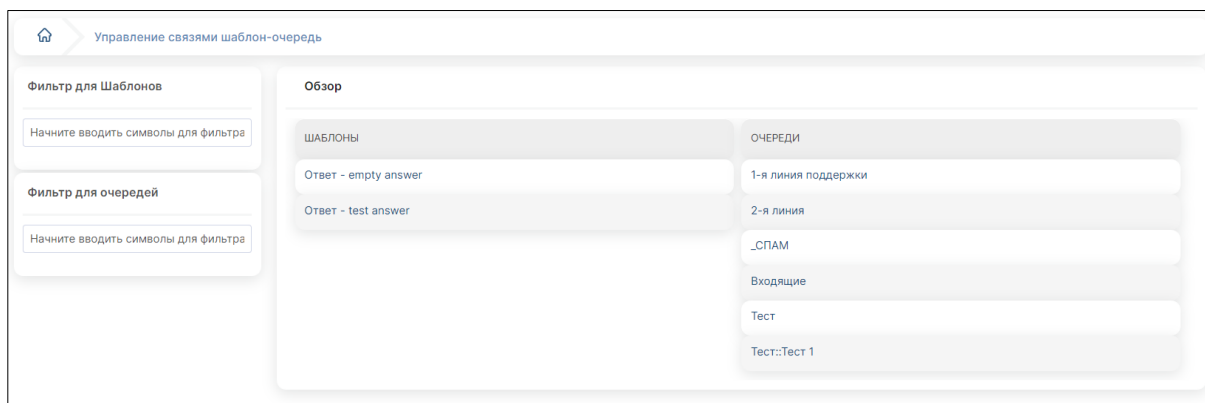 Управление связями шаблон-очередь
Фильтр для Шаблонов
Начните вводить символы для фильтра
Фильтр для очередей
Начните вводить символы для фильтра
Обзор
ШАБЛОНЫ
Ответ - empty answer
Ответ - test answer
ОЧЕРЕДИ
1-я линия поддержки
2-я линия
_СПАМ
Входящие
Тест
Тест::Тест 1